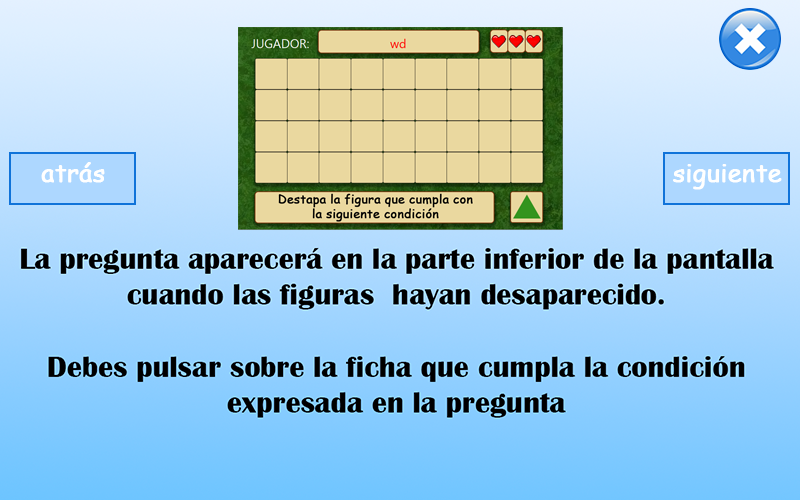 JUGADOR: wd
atrás
siguiente
Destapa la figura que cumpla con
la siguiente condición
La pregunta aparecerá en la parte inferior de la pantalla
cuando las figuras hayan desaparecido.
Debes pulsar sobre la ficha que cumpla la condición
expresada en la pregunta